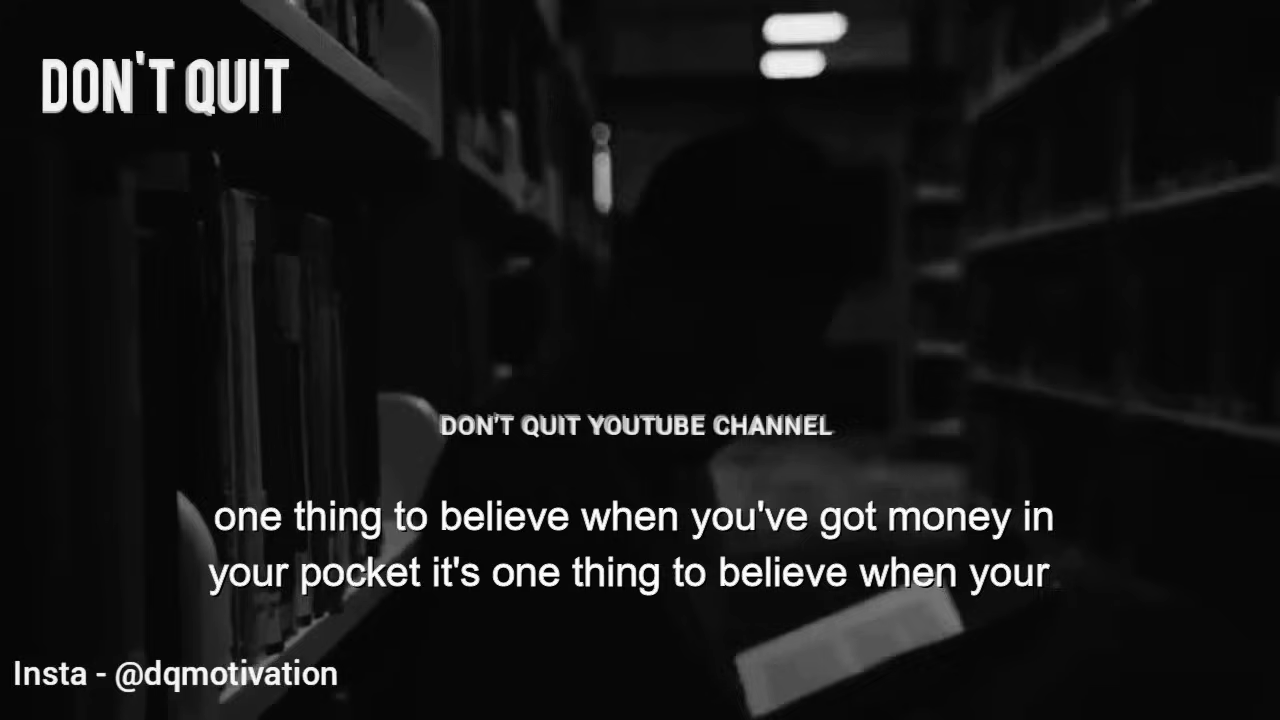 DON'T QUIT
DON'T QUIT YOUTUBE CHANNEL
one thing to believe when you've got money in
your pocket it's one thing to believe when your
Insta - @dqmotivation